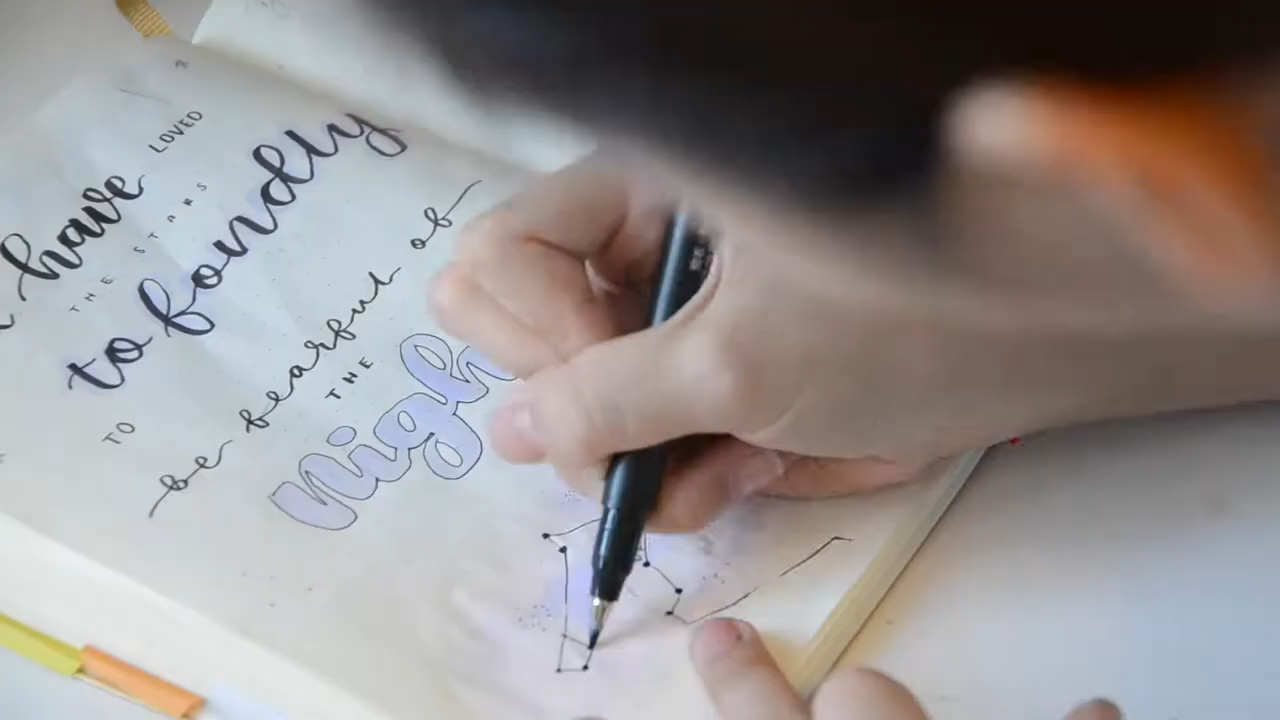 have LOVED
THE STARS
to fondly
TO
be fearful of
THE
nigh